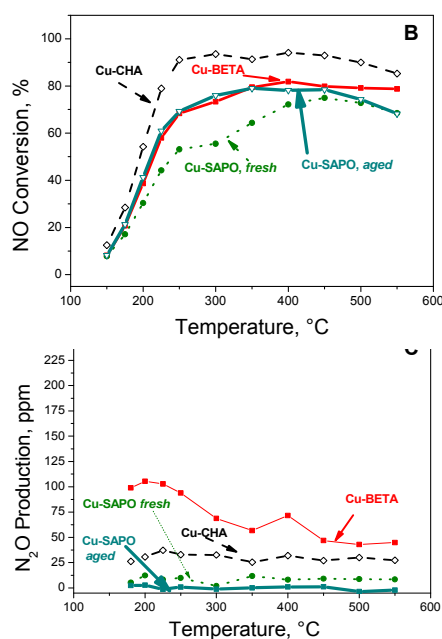 B
Cu-CHA
Cu-BETA
Cu-SAPO, aged
Cu-SAPO, fresh
NO Conversion, %
100
80
60
40
20
0
100 200 300 400 500 600
Temperature, °C
N2O Production, ppm
225
200
175
150
125
100
75
50
25
0
Cu-SAPO fresh
Cu-CHA
Cu-BETA
Cu-SAPO
aged
100 200 300 400 500 600
Temperature, °C